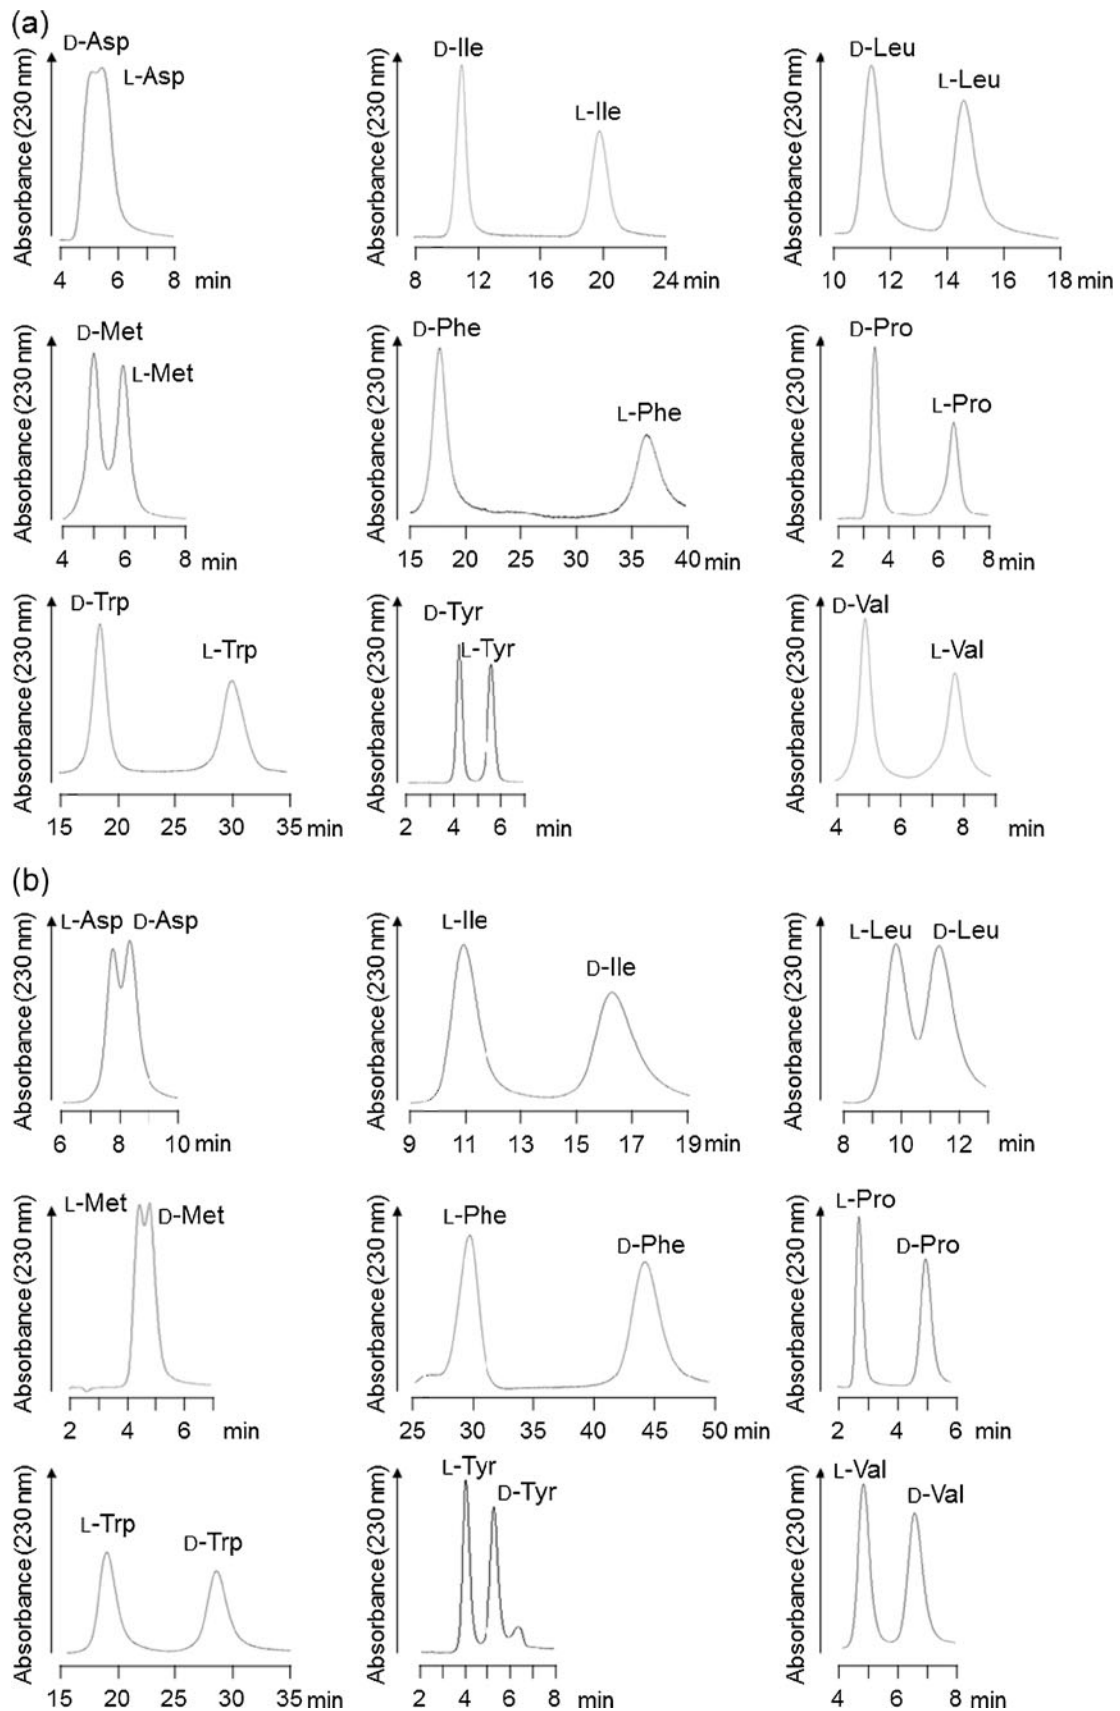 (a)
D-Asp
L-Asp
Absorbance (230 nm)
4 6 8 min
D-Ile
L-Ile
Absorbance (230 nm)
8 12 16 20 24 min
D-Leu
L-Leu
Absorbance (230 nm)
10 12 14 16 18 min
D-Met
L-Met
Absorbance (230 nm)
4 6 8
min
D-Phe
L-Phe
Absorbance (230 nm)
15 20 25 30 35 40 min
D-Pro
L-Pro
Absorbance (230 nm)
2 4 6 8
min
D-Trp
L-Trp
Absorbance (230 nm)
15 20 25 30 35 min
D-Tyr
L-Tyr
Absorbance (230 nm)
2 4 6 min
D-Val
L-Val
Absorbance (230 nm)
4 6 8 min
(b)
L-Asp D-Asp
Absorbance (230 nm)
6 8 10 min
L-Ile
D-Ile
Absorbance (230 nm)
9 11 13 15 17 19 min
L-Leu D-Leu
Absorbance (230 nm)
8 10 12 min
L-Met
D-Met
Absorbance (230 nm)
2 4 6 min
L-Phe
D-Phe
Absorbance (230 nm)
25 30 35 40 45 50 min
L-Pro
D-Pro
Absorbance (230 nm)
2 4 6
min
L-Trp
D-Trp
Absorbance (230 nm)
15 20 25 30 35 min
L-Tyr
D-Tyr
Absorbance (230 nm)
2 4 6 8 min
L-Val
D-Val
Absorbance (230 nm)
4 6 8 min